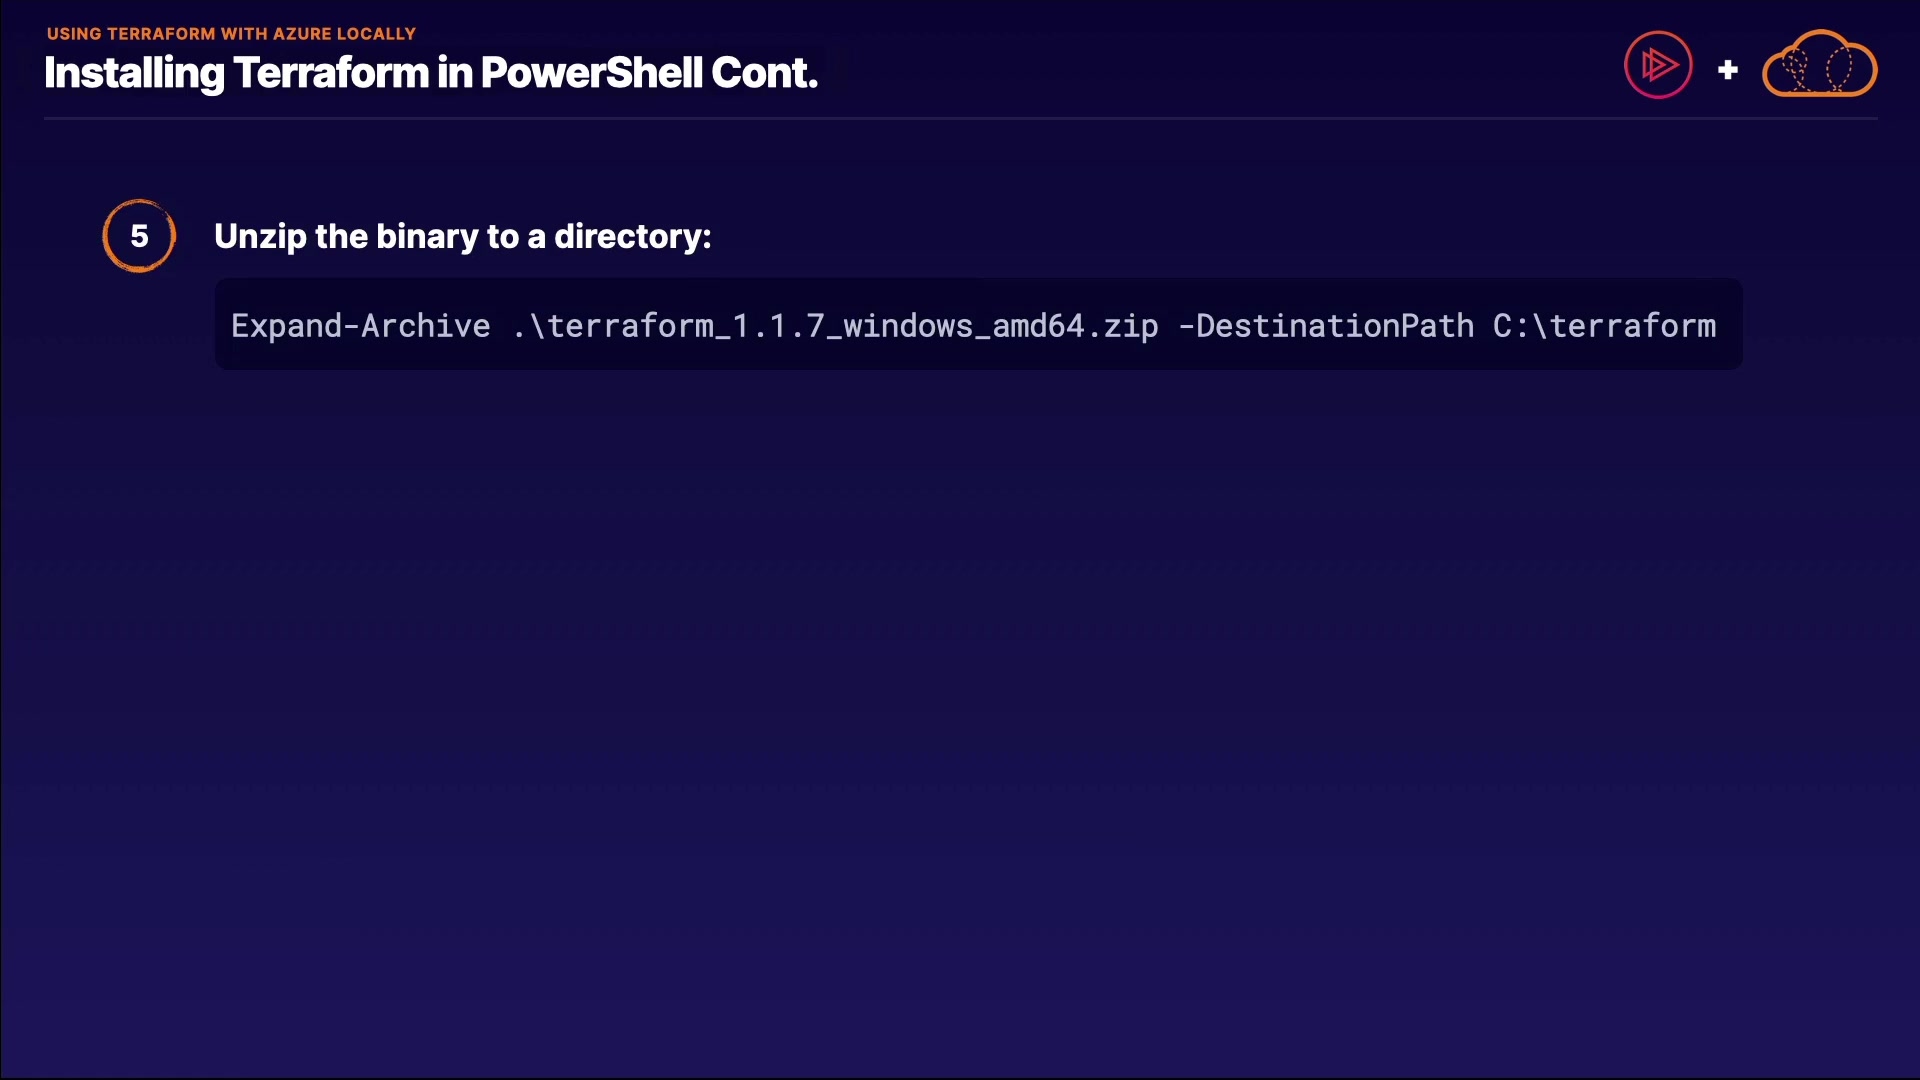 USING TERRAFORM WITH AZURE LOCALLY
Installing Terraform in PowerShell Cont.
+
5
Unzip the binary to a directory:
Expand-Archive .\terraform_1.1.7_windows_amd64.zip -DestinationPath C:\terraform